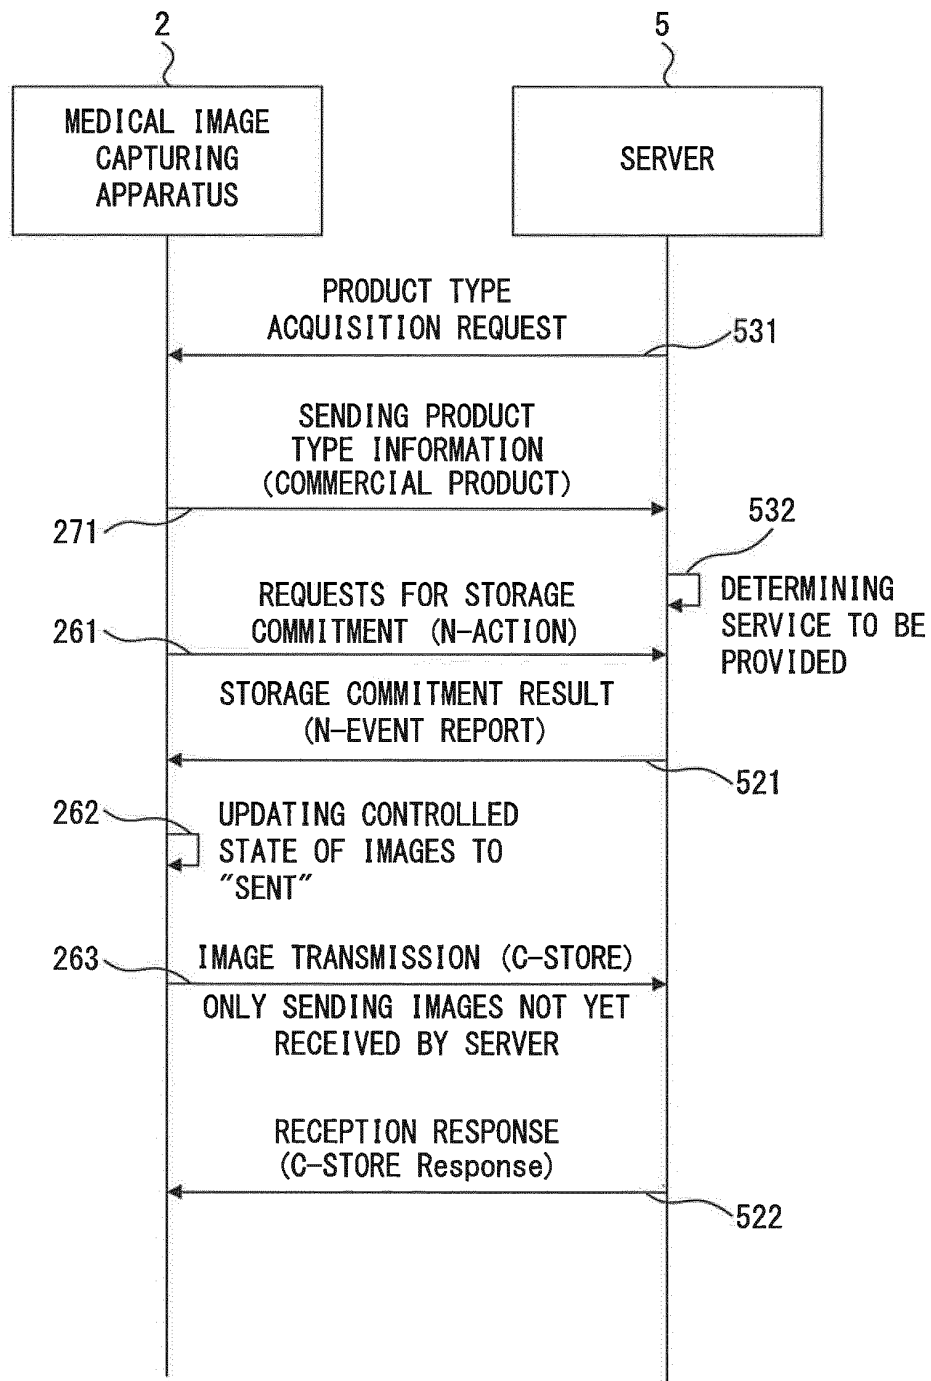 2
5
MEDICAL IMAGE
CAPTURING
APPARATUS
SERVER
PRODUCT TYPE
ACQUISITION REQUEST
531
SENDING PRODUCT
TYPE INFORMATION
(COMMERCIAL PRODUCT)
271
532
DETERMINING
SERVICE TO BE
PROVIDED
REQUESTS FOR STORAGE
COMMITMENT (N-ACTION)
261
STORAGE COMMITMENT RESULT
(N-EVENT REPORT)
521
262
UPDATING CONTROLLED
STATE OF IMAGES TO
"SENT"
263
IMAGE TRANSMISSION (C-STORE)
ONLY SENDING IMAGES NOT YET
RECEIVED BY SERVER
RECEPTION RESPONSE
(C-STORE Response)
522